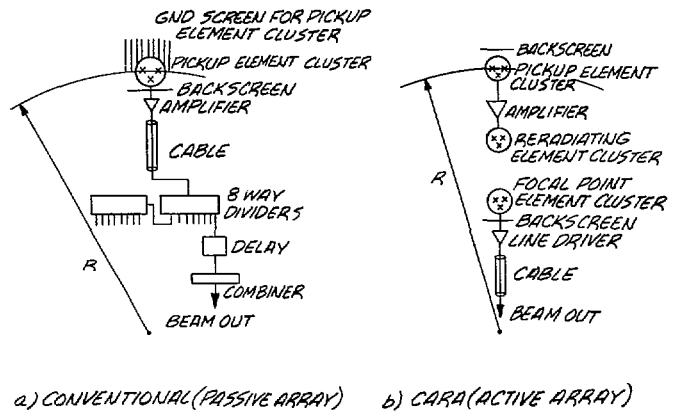 GND SCREEN FOR PICKUP
ELEMENT CLUSTER
PICKUP ELEMENT CLUSTER
BACKSCREEN
AMPLIFIER
CABLE
8 WAY
DIVIDERS
DELAY
COMBINER
BEAM OUT
R
a) CONVENTIONAL (PASSIVE ARRAY)
BACKSCREEN
PICKUP ELEMENT
CLUSTER
AMPLIFIER
RERADIATING
ELEMENT CLUSTER
FOCAL POINT
ELEMENT CLUSTER
BACKSCREEN
LINE DRIVER
CABLE
BEAM OUT
R
b) CARA (ACTIVE ARRAY)